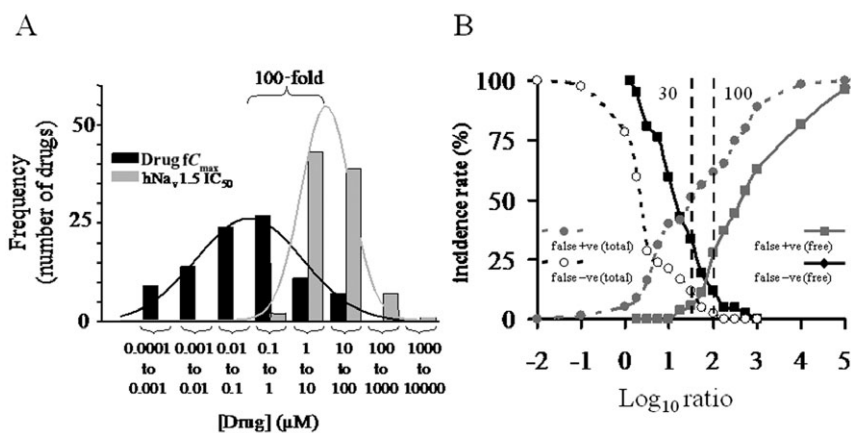 A
100-fold
Drug fCmax
hNav1.5 IC50
Frequency
(number of drugs)
50
25
0
0.0001 to 0.001
0.001 to 0.01
0.01 to 0.1
0.1 to 1
1 to 10
10 to 100
100 to 1000
1000 to 10000
[Drug] (µM)
B
Incidence rate (%)
100
75
50
25
0
30
100
false+ve(total)
false–ve(total)
false+ve(free)
false–ve(free)
-2 -1 0 1 2 3 4 5
Log10 ratio